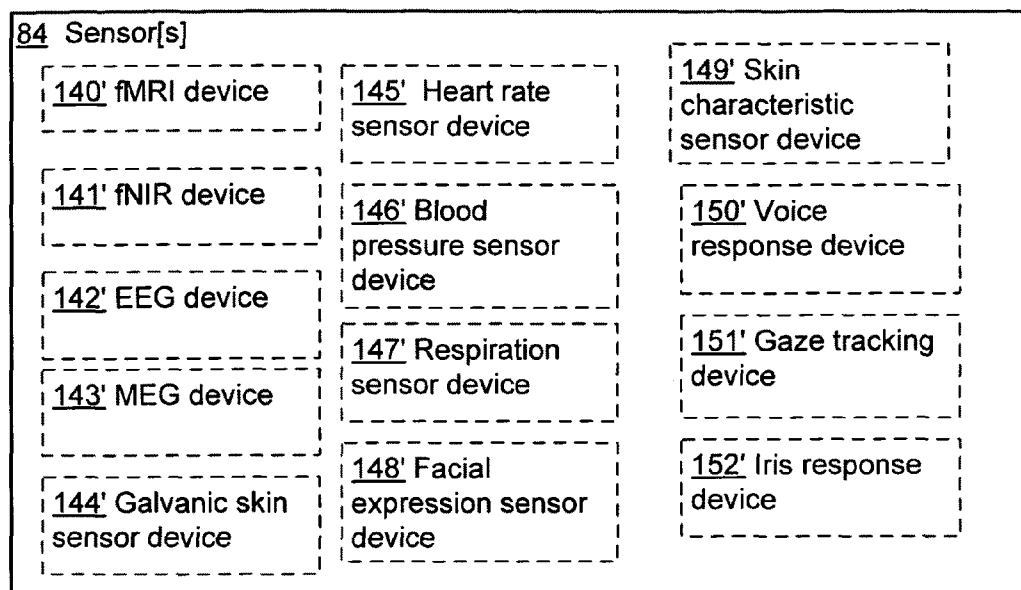 84 Sensor[s]
140' fMRI device
141' fNIR device
142' EEG device
143' MEG device
144' Galvanic skin
sensor device
145' Heart rate
sensor device
146' Blood
pressure sensor
device
147' Respiration
sensor device
148' Facial
expression sensor
device
149' Skin
characteristic
sensor device
150' Voice
response device
151' Gaze tracking
device
152' Iris response
device